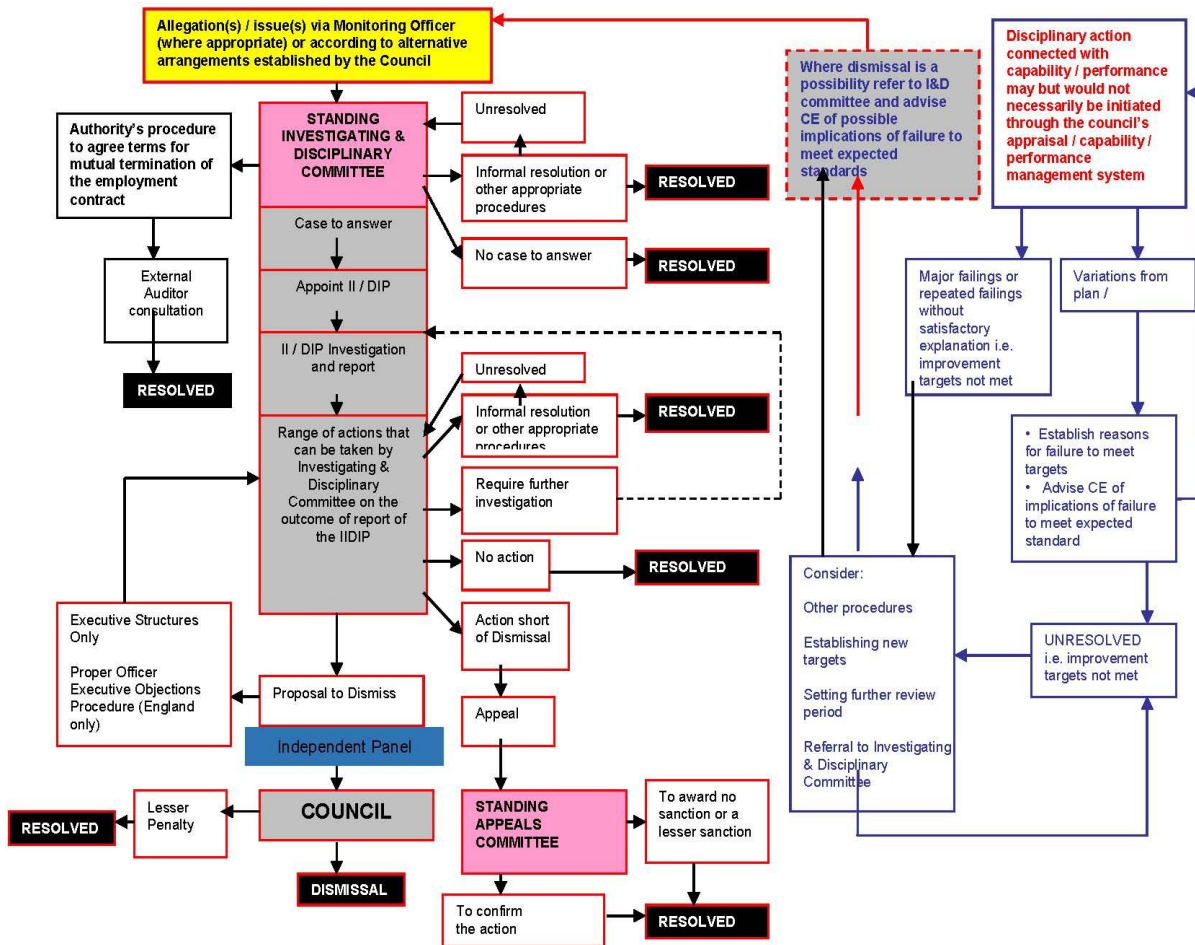 Allegation(s) / issue(s) via Monitoring Officer
(where appropriate) or according to alternative
arrangements established by the Council
STANDING
INVESTIGATING &
DISCIPLINARY
COMMITTEE
Unresolved
Informal resolution or
other appropriate
procedures
RESOLVED
No case to answer
RESOLVED
Authority's procedure
to agree terms for
mutual termination of
the employment
contract
External
Auditor
consultation
RESOLVED
Case to answer
Appoint II / DIP
II / DIP Investigation
and report
Range of actions that
can be taken by
Investigating &
Disciplinary
Committee on the
outcome of report of
the IIDIP
Unresolved
Informal resolution
or other appropriate
procedures
RESOLVED
Require further
investigation
No action
RESOLVED
Action short
of Dismissal
Appeal
Executive Structures
Only
Proper Officer
Executive Objections
Procedure (England
only)
Proposal to Dismiss
Independent Panel
COUNCIL
Lesser
Penalty
RESOLVED
DISMISSAL
STANDING
APPEALS
COMMITTEE
To award no
sanction or a
lesser sanction
To confirm
the action
RESOLVED
Where dismissal is a
possibility refer to I&D
committee and advise
CE of possible
implications of failure to
meet expected
standards
Disciplinary action
connected with
capability / performance
may but would not
necessarily be initiated
through the council's
appraisal / capability /
performance
management system
Major failings or
repeated failings
without
satisfactory
explanation i.e.
improvement
targets not met
Variations from
plan /
• Establish reasons
for failure to meet
targets
• Advise CE of
implications of failure
to meet expected
standard
UNRESOLVED
i.e. improvement
targets not met
Consider:
Other procedures
Establishing new
targets
Setting further review
period
Referral to Investigating
& Disciplinary
Committee